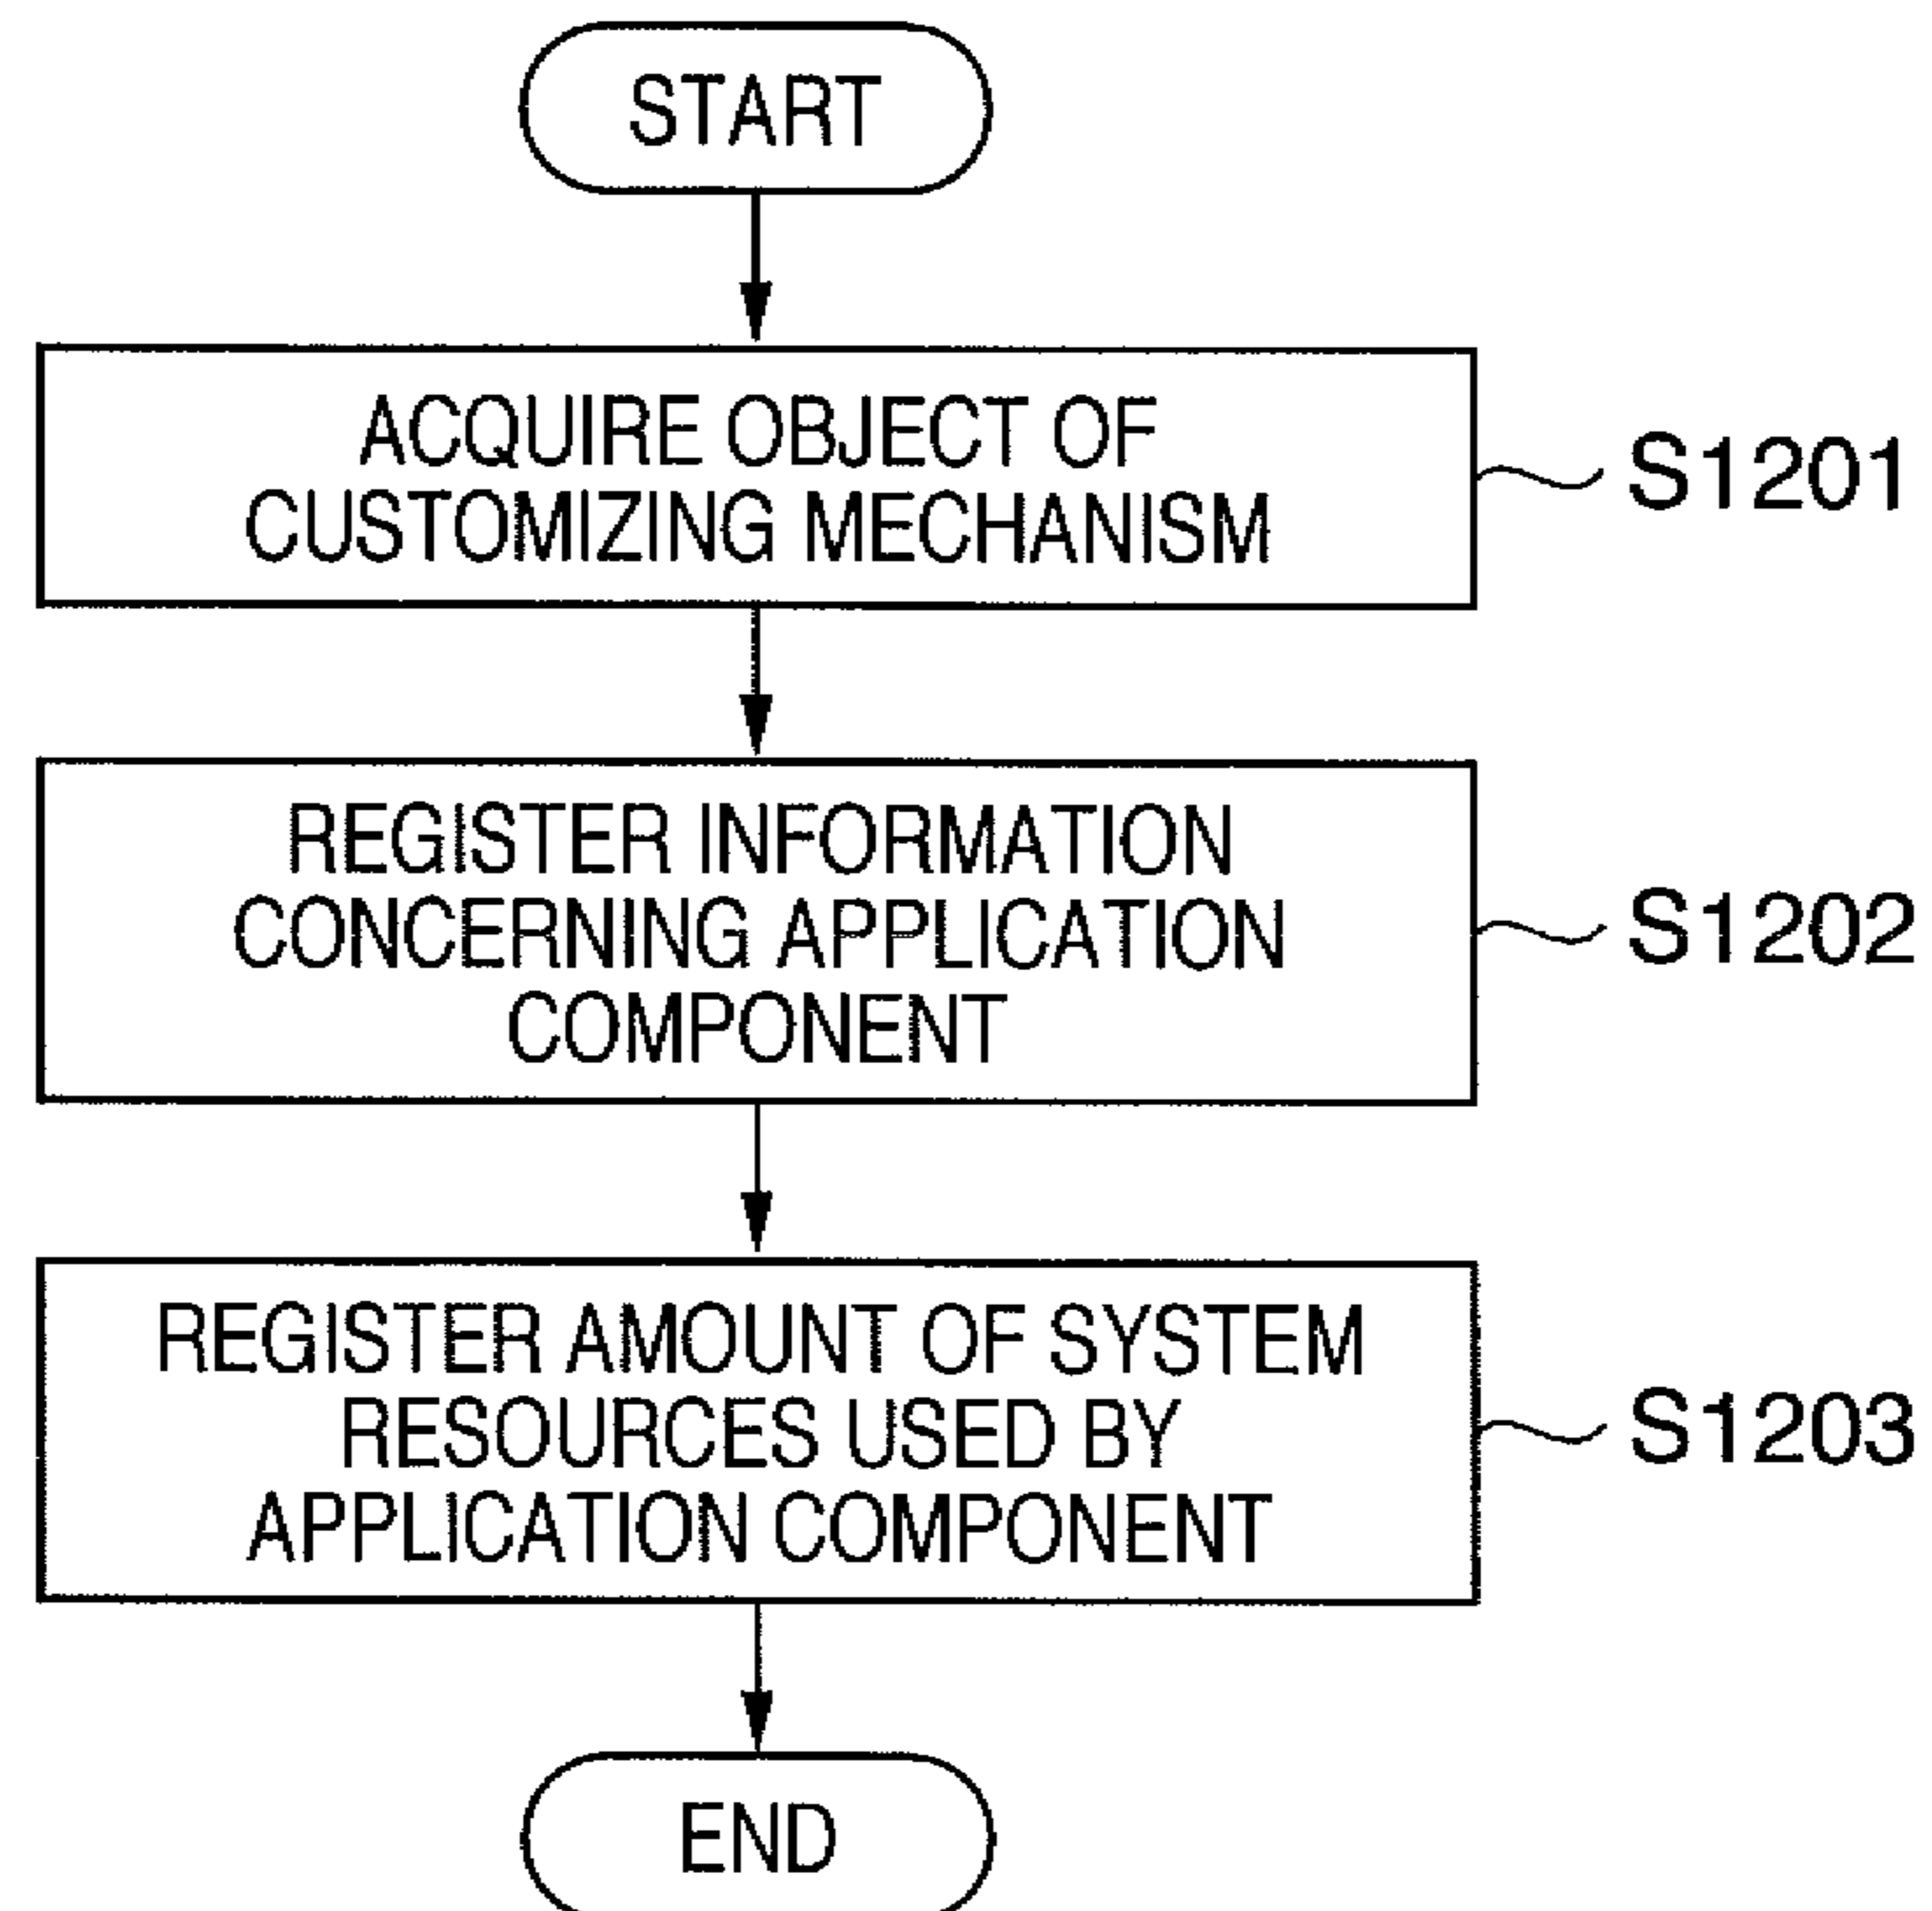 START
ACQUIRE OBJECT OF
CUSTOMIZING MECHANISM
S1201
REGISTER INFORMATION
CONCERNING APPLICATION
COMPONENT
S1202
REGISTER AMOUNT OF SYSTEM
RESOURCES USED BY
APPLICATION COMPONENT
S1203
END